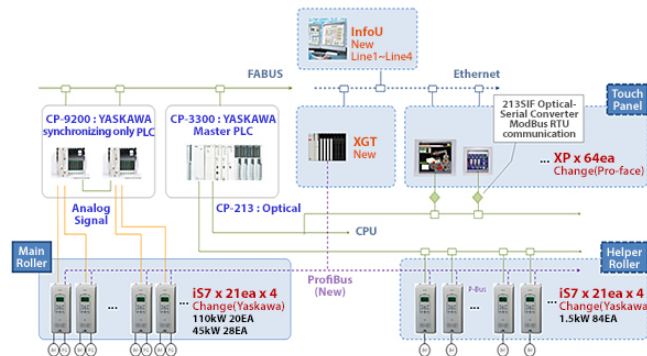 InfoU
New
Line1~Line4
FABUS
Ethernet
Touch
Panel
CP-9200 : YASKAWA
synchronizing only PLC
CP-3300 : YASKAWA
Master PLC
213SIF Optical-
Serial Converter
ModBus RTU
communication
XGT
New
... XP x 64ea
Change(Pro-face)
Analog
Signal
CP-213 : Optical
CPU
Main
Roller
ProfiBus
(New)
Helper
Roller
P-Bus
... iS7 x 21ea x 4
Change(Yaskawa)
110kW 20EA
45kW 28EA
... iS7 x 21ea x 4
Change(Yaskawa)
1.5kW 84EA